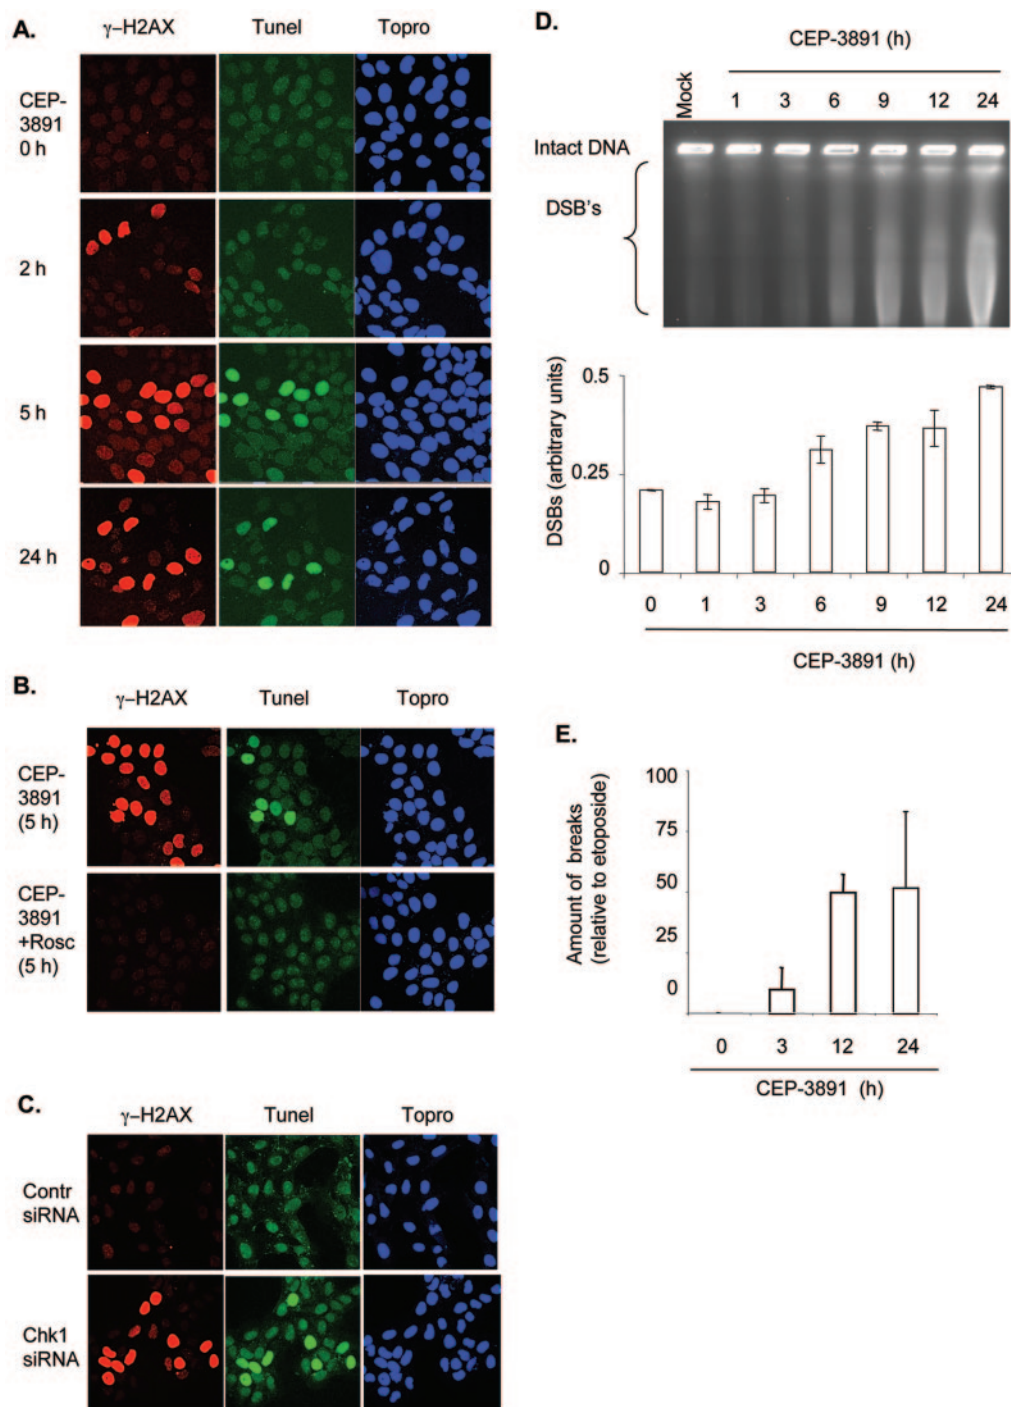 A.
γ–H2AX Tunel Topro
CEP-
3891
0 h
2 h
5 h
24 h
B.
γ–H2AX Tunel Topro
CEP-
3891
(5 h)
CEP-
3891
+Rosc
(5 h)
C.
γ–H2AX Tunel Topro
Contr
siRNA
Chk1
siRNA
D.
CEP-3891 (h)
Mock 1 3 6 9 12 24
Intact DNA
DSB's
DSBs (arbitrary units)
0.5
0.25
0
0 1 3 6 9 12 24
CEP-3891 (h)
E.
Amount of breaks
(relative to etoposide)
100
75
50
25
0
0 3 12 24
CEP-3891 (h)